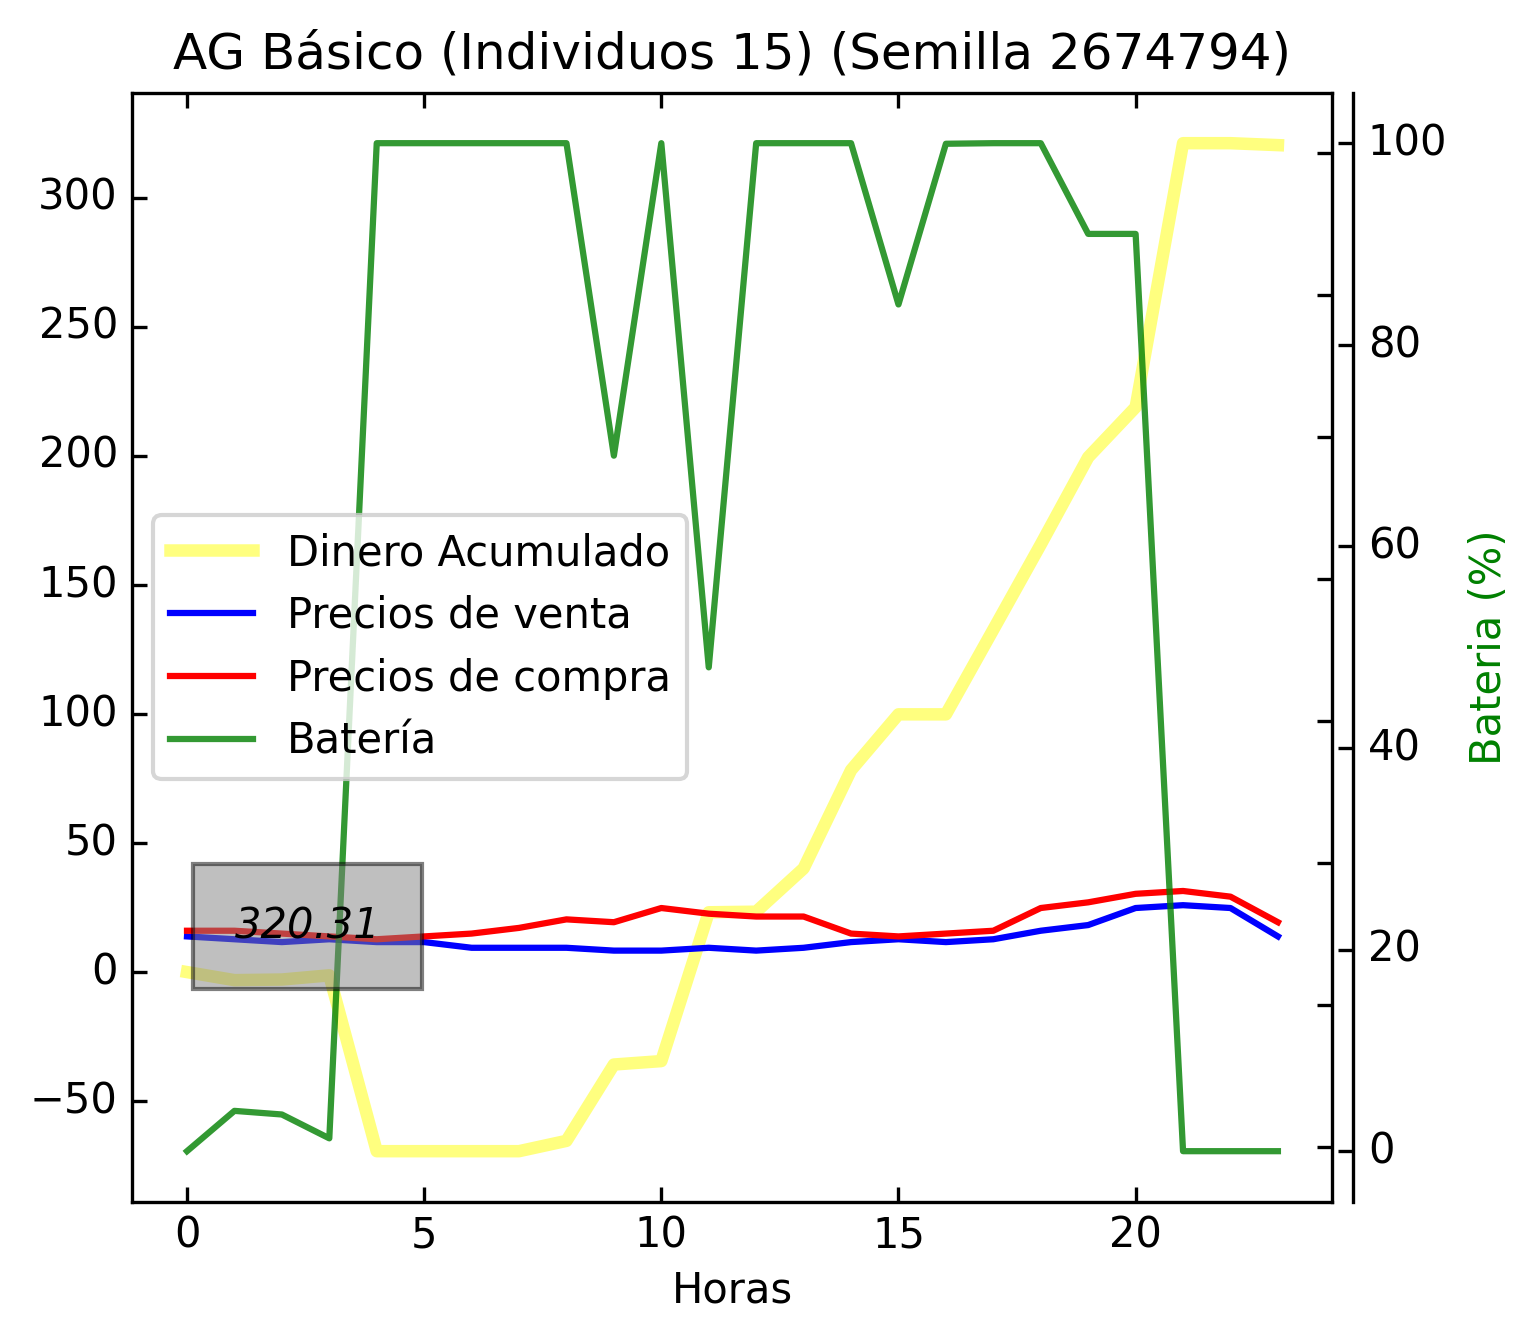 AG Básico (Individuos 15) (Semilla 2674794)
300
250
200
150
100
50
0
−50
Dinero Acumulado
Precios de venta
Precios de compra
Batería
320.31
100
80
60
40
20
0
Bateria (%)
0 5 10 15 20
Horas